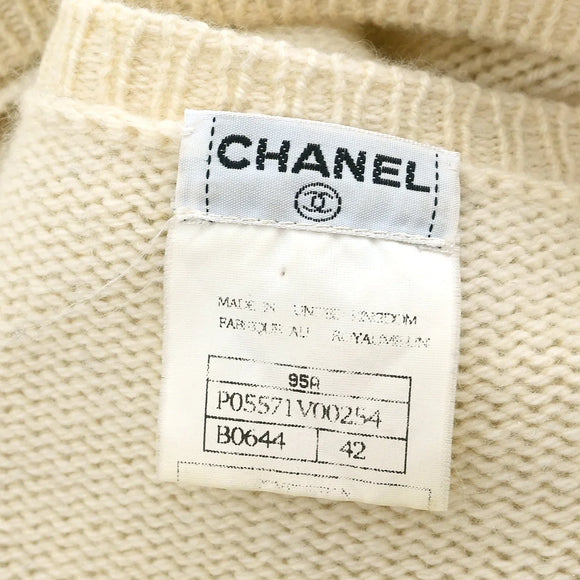 CHANEL
MADE IN UNITED KINGDOM
FABRIQUE AU ROYAUME UNI
95A
P05571V00254
B0644 42